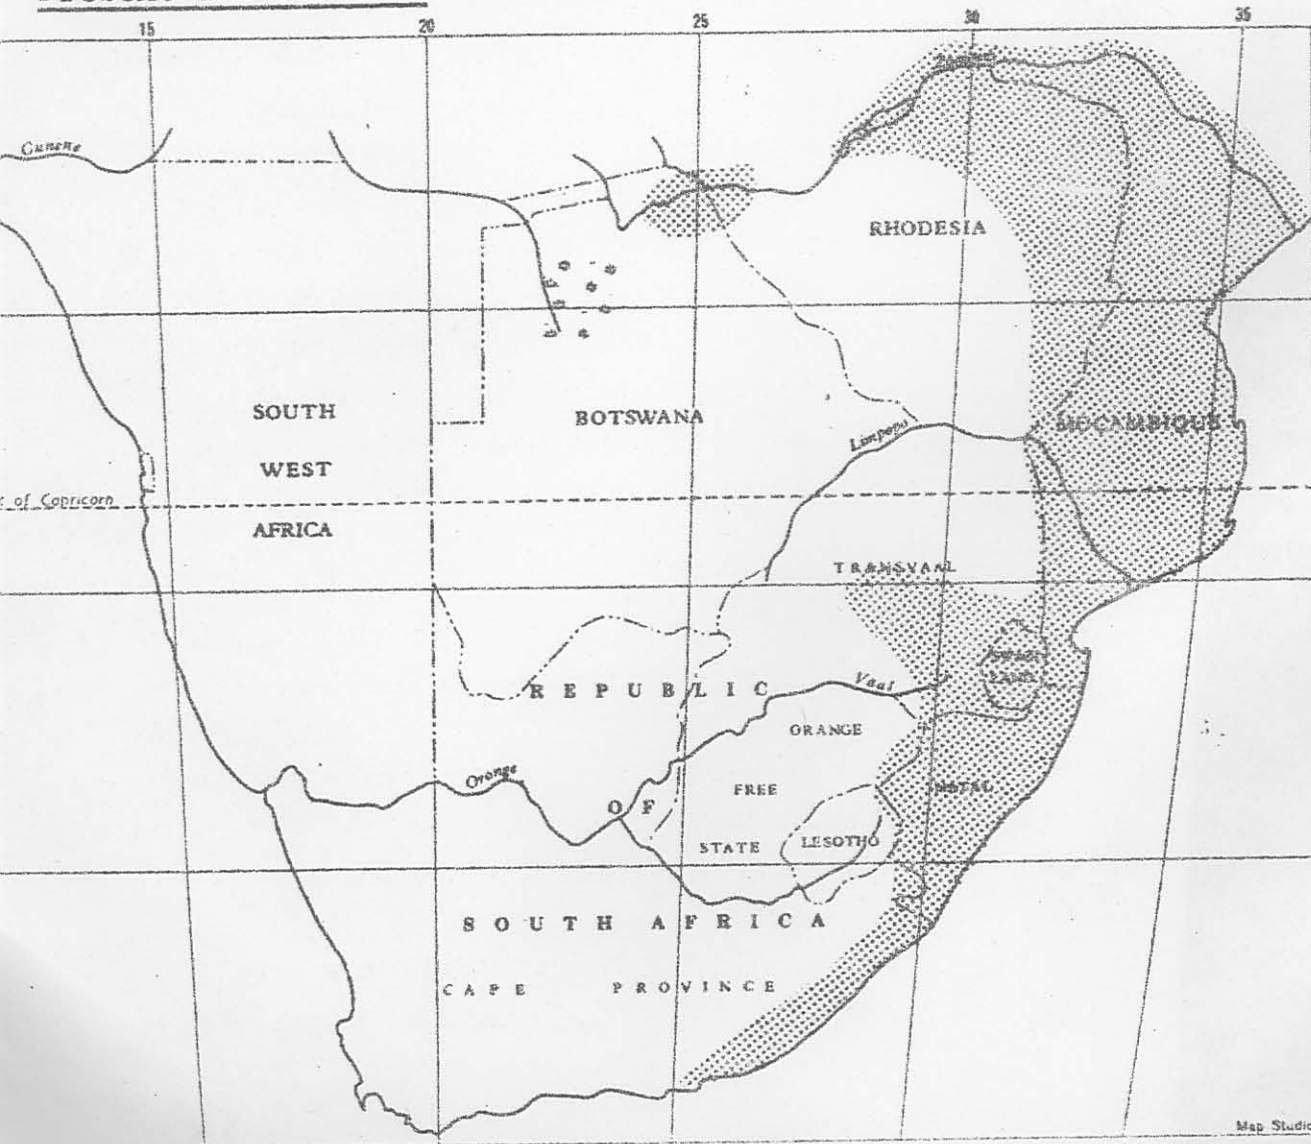 15 20 25 30 35
Cunene
RHODESIA
SOUTH
WEST
AFRICA
BOTSWANA
Limpopo
MOCAMBIQUE
of Capricorn
TRANSVAAL
LAND
REPUBLIC
Vaal
ORANGE
Orange
FREE
NATAL
OF
STATE
LESOTHO
SOUTH AFRICA
CAPE PROVINCE
Map Studio